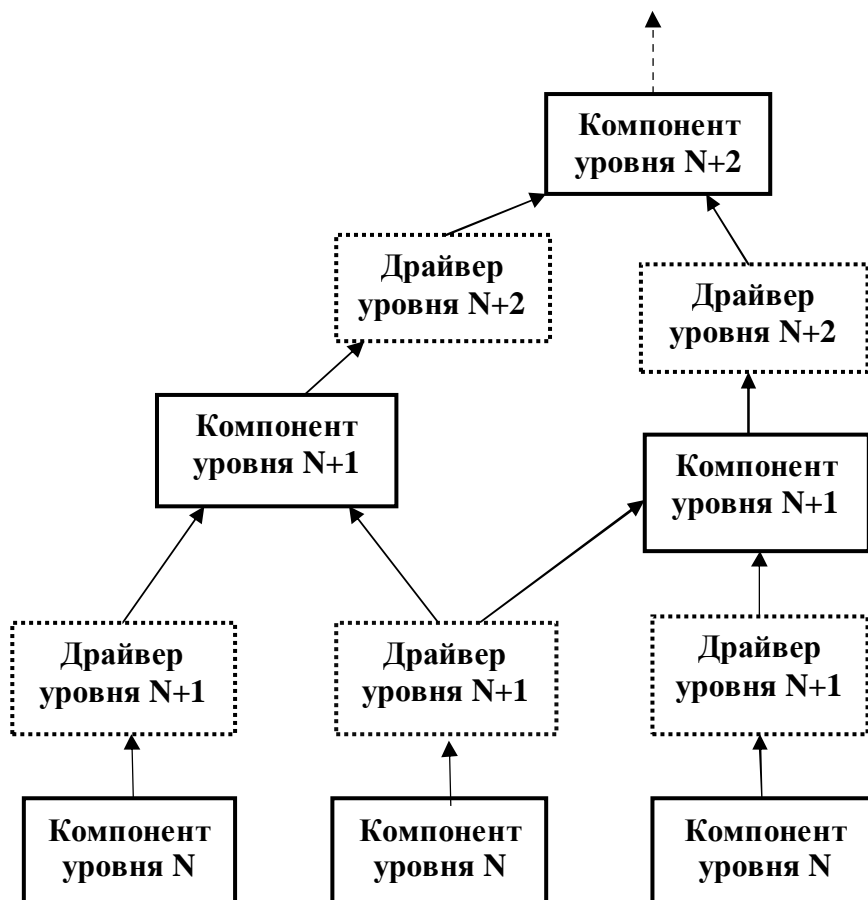 Компонент
уровня N+2
Драйвер
уровня N+2
Драйвер
уровня N+2
Компонент
уровня N+1
Компонент
уровня N+1
Драйвер
уровня N+1
Драйвер
уровня N+1
Драйвер
уровня N+1
Компонент
уровня N
Компонент
уровня N
Компонент
уровня N